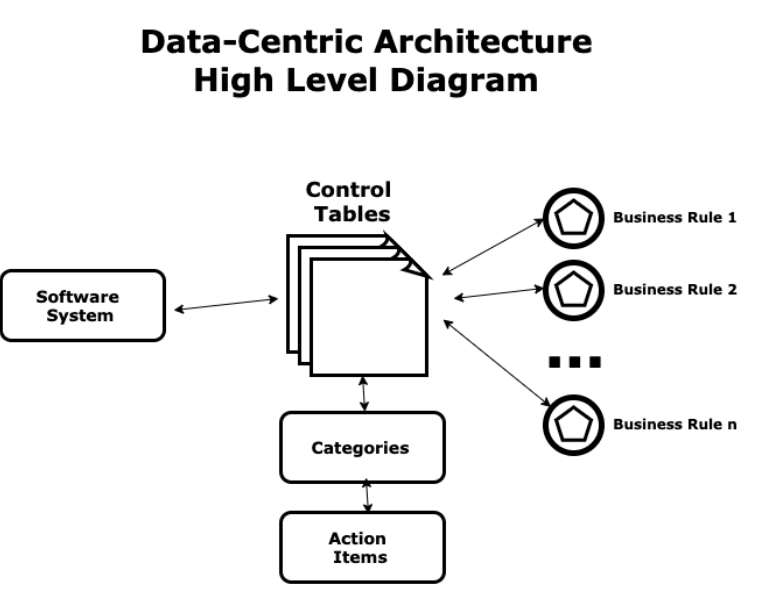 Data-Centric Architecture
High Level Diagram
Control
Tables
Business Rule 1
Software
System
Business Rule 2
...
Business Rule n
Categories
Action
Items